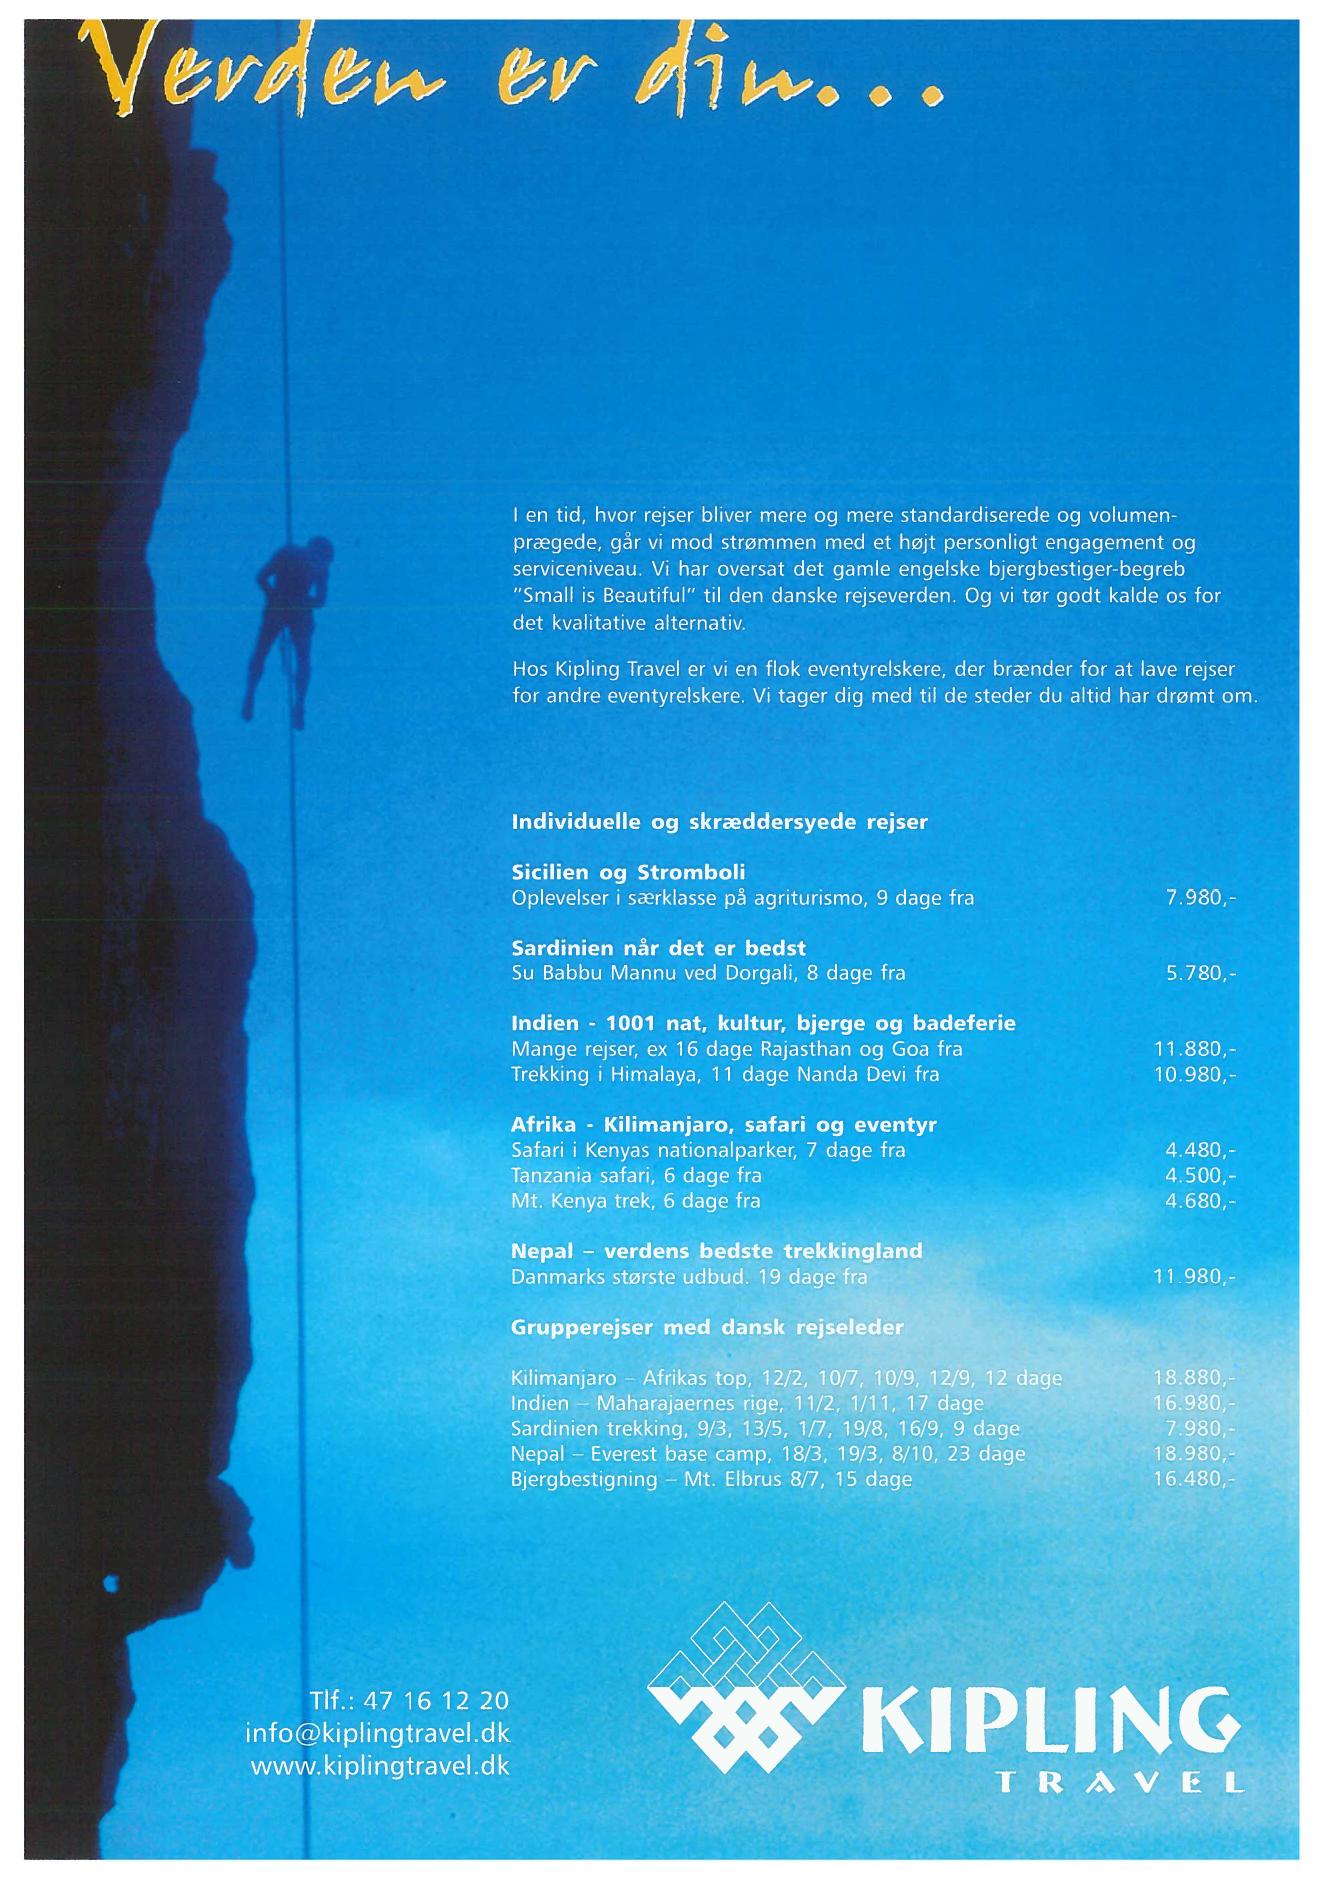 Verden er din...
I en tid, hvor rejser bliver mere og mere standardiserede og volumen-
prægede, går vi mod strømmen med et højt personligt engagement og
serviceniveau. Vi har oversat det gamle engelske bjergbestiger-begreb
"Small is Beautiful" til den danske rejseverden. Og vi tør godt kalde os for
det kvalitative alternativ.
Hos Kipling Travel er vi en flok eventyrelskere, der brænder for at lave rejser
for andre eventyrelskere. Vi tager dig med til de steder du altid har drømt om.
Individuelle og skræddersyede rejser
Sicilien og Stromboli
Oplevelser i særklasse på agriturismo, 9 dage fra 7.980,-
Sardinien når det er bedst
Su Babbu Mannu ved Dorgali, 8 dage fra 5.780,-
Indien - 1001 nat, kultur, bjerge og badeferie
Mange rejser, ex 16 dage Rajasthan og Goa fra 11.880,-
Trekking i Himalaya, 11 dage Nanda Devi fra 10.980,-
Afrika - Kilimanjaro, safari og eventyr
Safari i Kenyas nationalparker, 7 dage fra 4.480,-
Tanzania safari, 6 dage fra 4.500,-
Mt. Kenya trek, 6 dage fra 4.680,-
Nepal – verdens bedste trekkingland
Danmarks største udbud. 19 dage fra 11.980,-
Grupperejser med dansk rejseleder
Kilimanjaro – Afrikas top, 12/2, 10/7, 10/9, 12/9, 12 dage 18.880,-
Indien – Maharajaernes rige, 11/2, 1/11, 17 dage 16.980,-
Sardinien trekking, 9/3, 13/5, 1/7, 19/8, 16/9, 9 dage 7.980,-
Nepal – Everest base camp, 18/3, 19/3, 8/10, 23 dage 18.980,-
Bjergbestigning – Mt. Elbrus 8/7, 15 dage 16.480,-
Tlf.: 47 16 12 20
info@kiplingtravel.dk
www.kiplingtravel.dk
KIPLING
TRAVEL